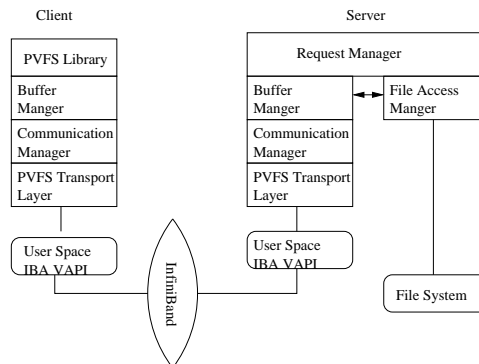 Client
Server
PVFS Library
Buffer
Manger
Communication
Manager
PVFS Transport
Layer
User Space
IBA VAPI
InfiniBand
Request Manager
Buffer
Manger
Communication
Manager
PVFS Transport
Layer
User Space
IBA VAPI
File Access
Manger
File System